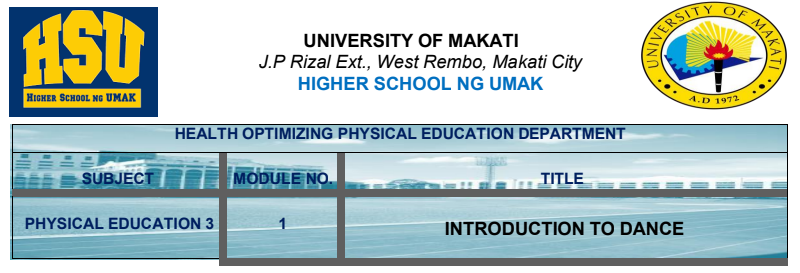 HSU
HIGHER SCHOOL NG UMAK
UNIVERSITY OF MAKATI
J.P Rizal Ext., West Rembo, Makati City
HIGHER SCHOOL NG UMAK
UNIVERSITY OF MAKATI
A.D 1972
HEALTH OPTIMIZING PHYSICAL EDUCATION DEPARTMENT
SUBJECT MODULE NO. TITLE
PHYSICAL EDUCATION 3 1 INTRODUCTION TO DANCE